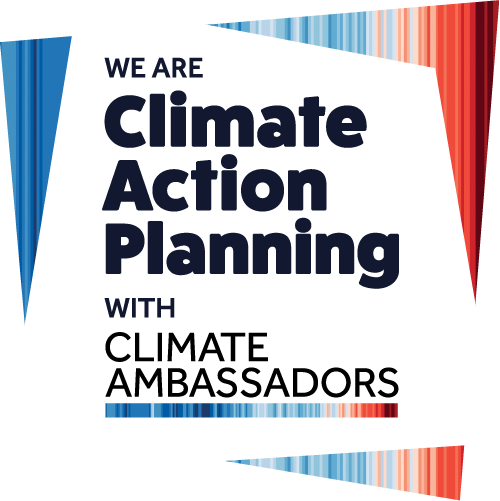 WE ARE
Climate
Action
Planning
WITH
CLIMATE
AMBASSADORS